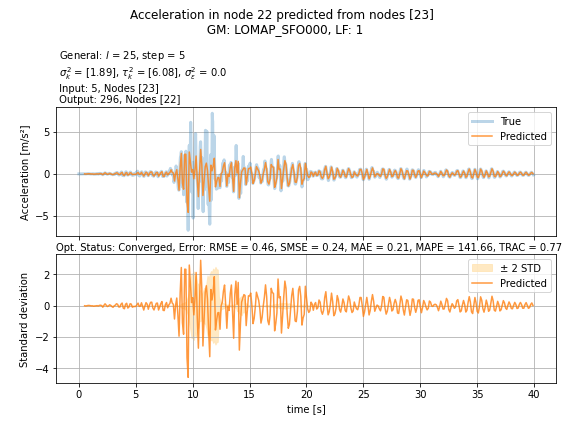 Acceleration in node 22 predicted from nodes [23]
GM: LOMAP_SFO000, LF: 1
General: l = 25, step = 5
σ²ₖ = [1.89], τ²ₖ = [6.08], σ²ε = 0.0
Input: 5, Nodes [23]
Output: 296, Nodes [22]
Acceleration [m/s²]
5
0
−5
True
Predicted
Opt. Status: Converged, Error: RMSE = 0.46, SMSE = 0.24, MAE = 0.21, MAPE = 141.66, TRAC = 0.77
Standard deviation
2
0
−2
−4
± 2 STD
Predicted
0 5 10 15 20 25 30 35 40
time [s]